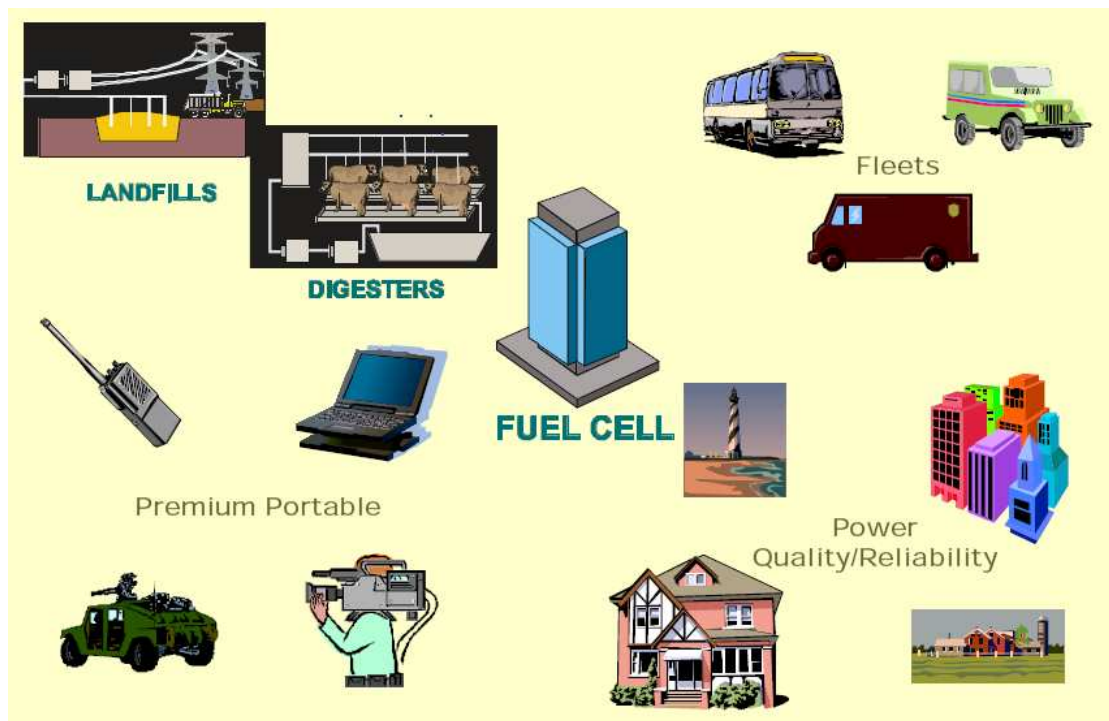 LANDFILLS
DIGESTERS
Fleets
FUEL CELL
Premium Portable
Power
Quality/Reliability